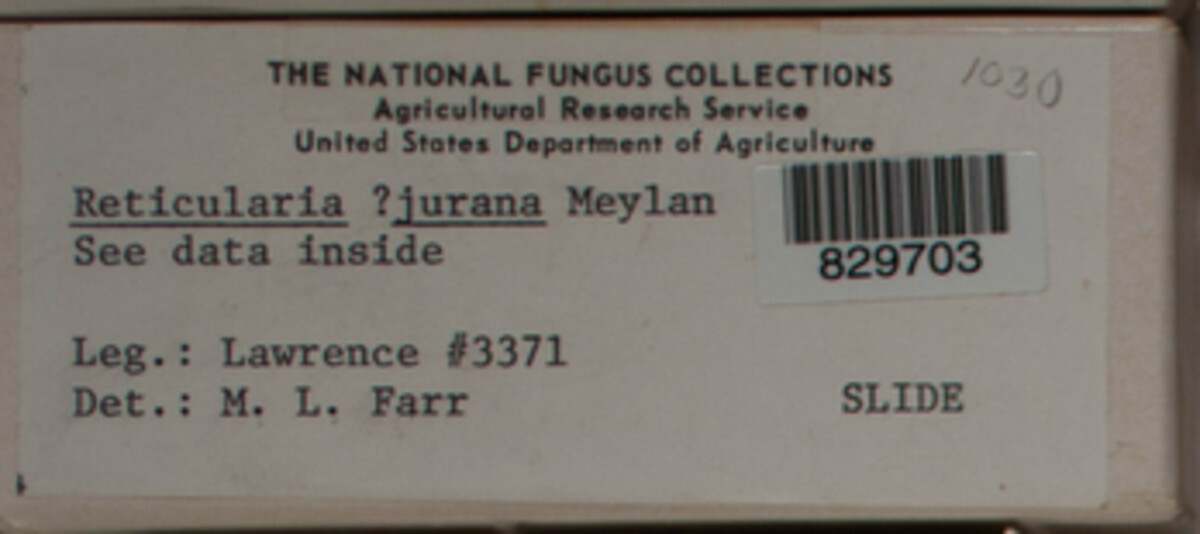 THE NATIONAL FUNGUS COLLECTIONS
1030
Agricultural Research Service
United States Department of Agriculture
Reticularia ?jurana Meylan
See data inside
829703
Leg.: Lawrence #3371
Det.: M. L. Farr
SLIDE